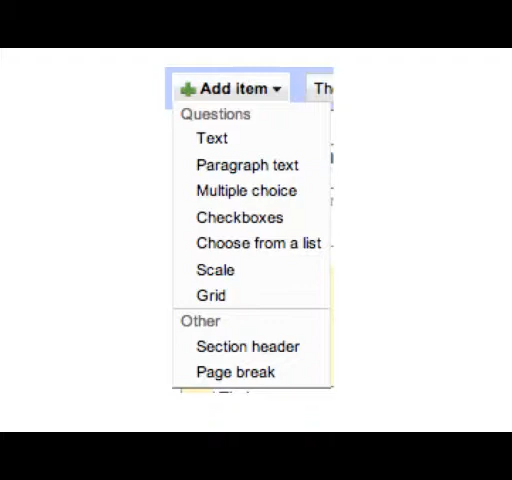 Add item
Questions
Text
Paragraph text
Multiple choice
Checkboxes
Choose from a list
Scale
Grid
Other
Section header
Page break